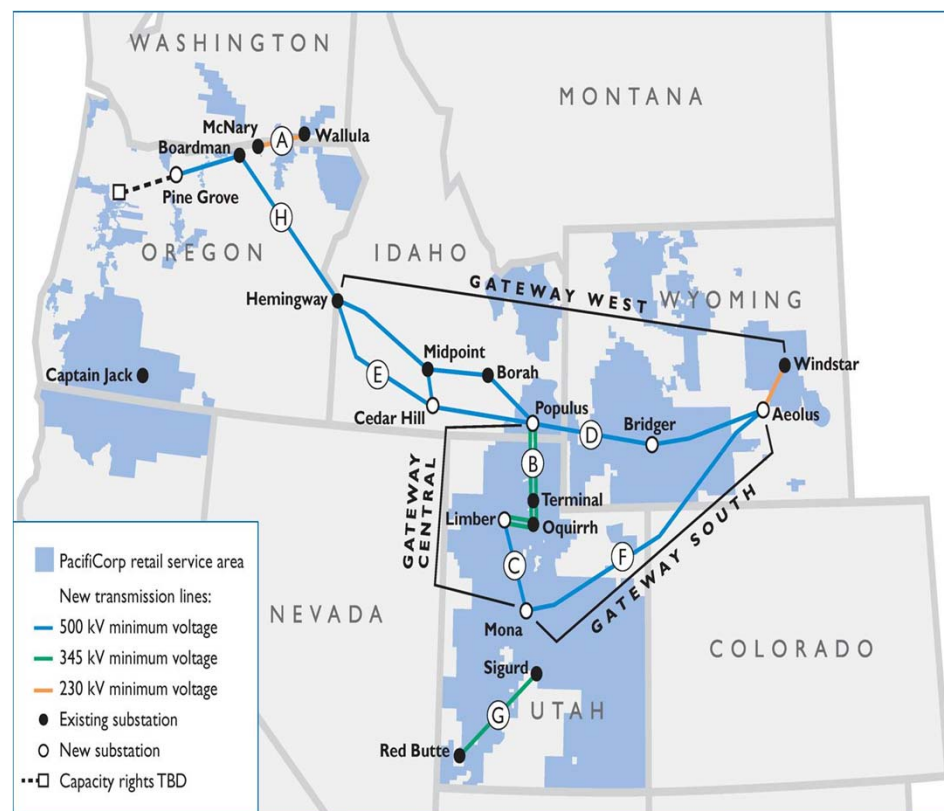 WASHINGTON
MONTANA
McNary
A
Wallula
Boardman
Pine Grove
H
OREGON
IDAHO
Hemingway
GATEWAY WEST
WYOMING
Midpoint
Borah
Windstar
Captain Jack
E
Cedar Hill
Populus
Aeolus
D
Bridger
B
GATEWAY
CENTRAL
Terminal
Limber
Oquirrh
GATEWAY SOUTH
C
F
Mona
NEVADA
COLORADO
Sigurd
G
UTAH
Red Butte
PacifiCorp retail service area
New transmission lines:
500 kV minimum voltage
345 kV minimum voltage
230 kV minimum voltage
Existing substation
New substation
Capacity rights TBD